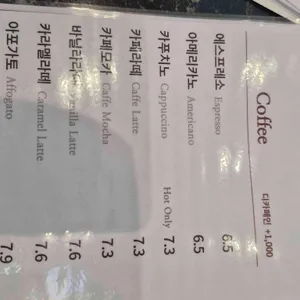 Coffee
디카페인 +1,000
에스프레소 Espresso 6.5
아메리카노 Americano 6.5
카푸치노 Cappuccino Hot Only 7.3
카페라떼 Caffe Latte 7.3
카페모카 Caffe Mocha 7.3
바닐라라떼 Vanilla Latte 7.6
카라멜라떼 Caramel Latte 7.6
아포가토 Affogato 7.9